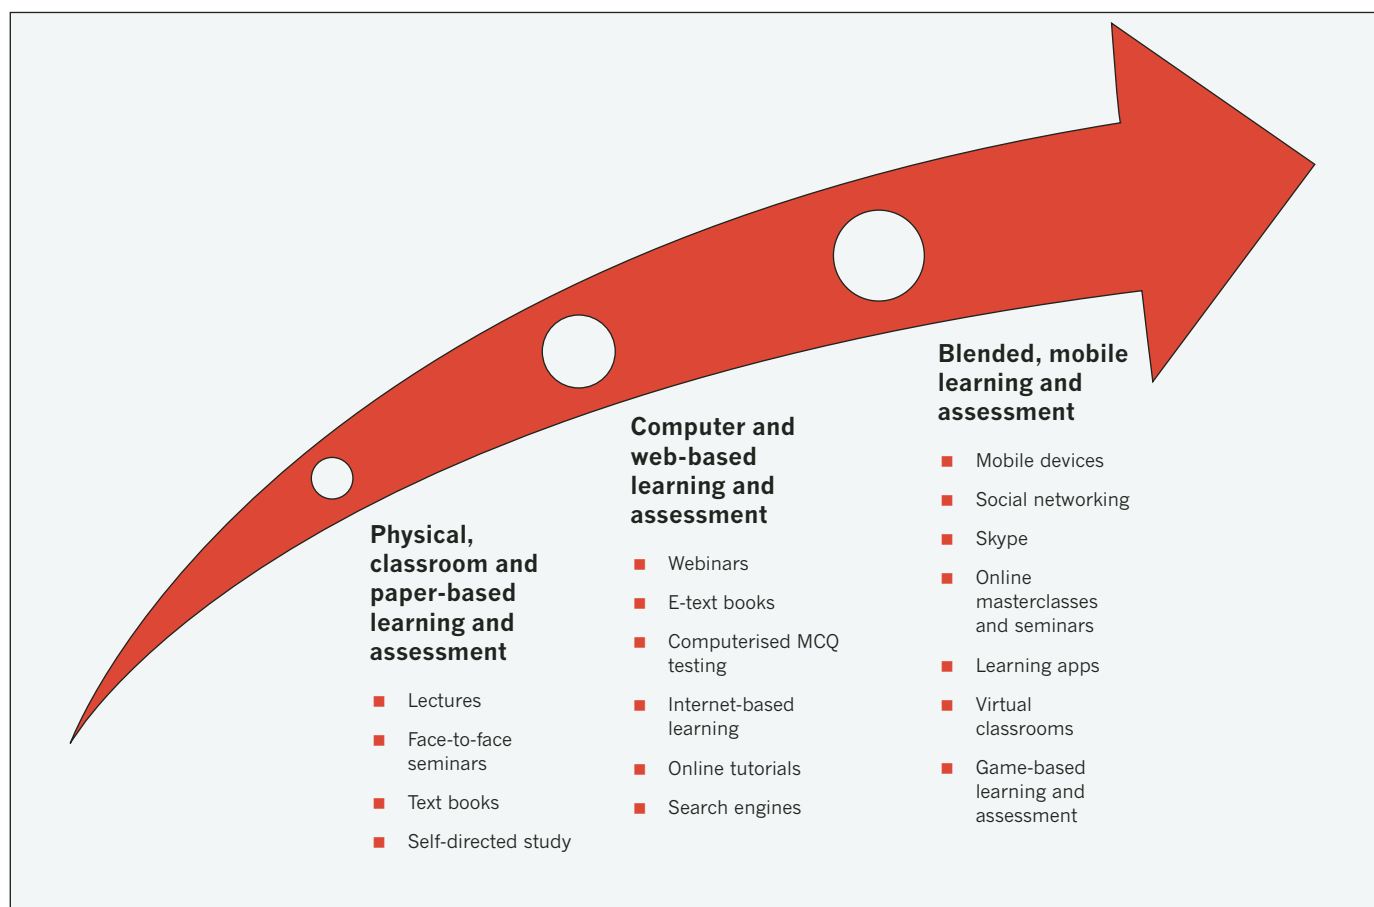 Physical,
classroom and
paper-based
learning and
assessment
Lectures
Face-to-face
seminars
Text books
Self-directed study
Computer and
web-based
learning and
assessment
Webinars
E-text books
Computerised MCQ
testing
Internet-based
learning
Online tutorials
Search engines
Blended, mobile
learning and
assessment
Mobile devices
Social networking
Skype
Online
masterclasses
and seminars
Learning apps
Virtual
classrooms
Game-based
learning and
assessment